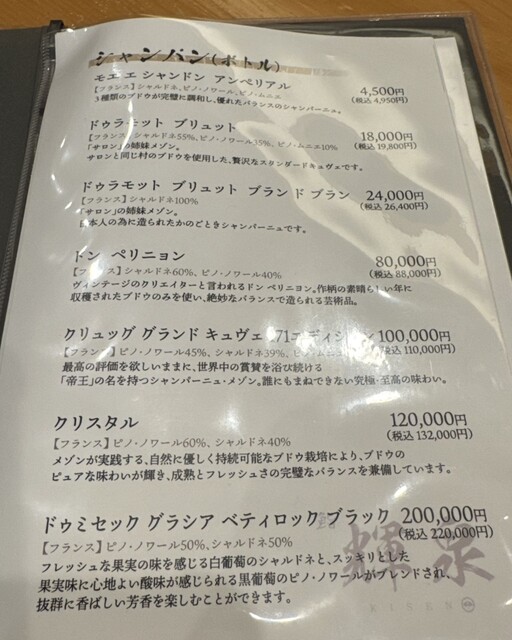 シャンパン(ボトル)
モエ エ シャンドン アンペリアル 4,500円
【フランス】シャルドネ、ピノ・ノワール、ピノ・ムニエ (税込 4,950円)
3種類のブドウが完璧に調和し、優れたバランスのシャンパーニュ。
ドゥラモット ブリュット 18,000円
【フランス】シャルドネ55%、ピノ・ノワール35%、ピノ・ムニエ10% (税込 19,800円)
「サロン」の姉妹メゾン。
サロンと同じ村のブドウを使用した、贅沢なスタンダードキュヴェです。
ドゥラモット ブリュット ブラン ド ブラン 24,000円
【フランス】シャルドネ100% (税込 26,400円)
「サロン」の姉妹メゾン。
日本人の為に造られたかのごときシャンパーニュです。
ドン ペリニヨン 80,000円
【フランス】シャルドネ60%、ピノ・ノワール40% (税込 88,000円)
ヴィンテージのクリエイターと言われるドン ペリニヨン。作柄の素晴らしい年に
収穫されたブドウのみを使い、絶妙なバランスで造られる芸術品。
クリュッグ グランド キュヴェ 171エディション 100,000円
【フランス】ピノ・ノワール45%、シャルドネ39%、ピノ・ムニエ (税込 110,000円)
最高の評価を欲しいままに、世界中の賞賛を浴び続ける
「帝王」の名を持つシャンパーニュ・メゾン。誰にもまねできない究極・至高の味わい。
クリスタル 120,000円
【フランス】ピノ・ノワール60%、シャルドネ40% (税込 132,000円)
メゾンが実践する、自然に優しく持続可能なブドウ栽培により、ブドウの
ピュアな味わいが輝き、成熟とフレッシュさの完璧なバランスを兼備しています。
ドゥミセック グラシア ベティロック ブラック 200,000円
【フランス】ピノ・ノワール50%、シャルドネ50% (税込 220,000円)
フレッシュな果実の味を感じる白葡萄のシャルドネと、スッキリとした
果実味に心地よい酸味が感じられる黒葡萄のピノ・ノワールがブレンドされ、
抜群に香ばしい芳香を楽しむことができます。
輝泉
KISEN